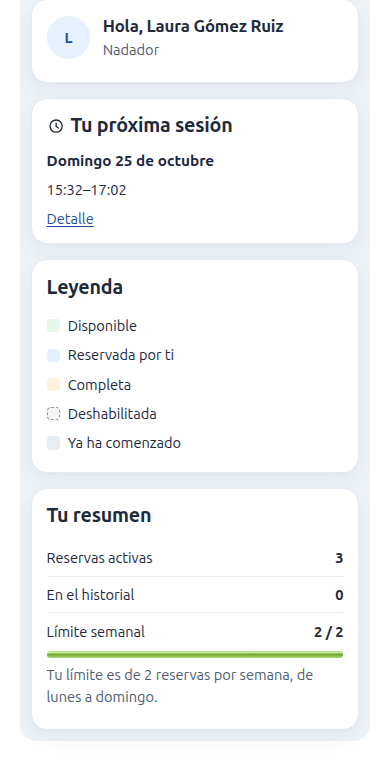 L
Hola, Laura Gómez Ruiz
Nadador
Tu próxima sesión
Domingo 25 de octubre
15:32–17:02
Detalle
Leyenda
Disponible
Reservada por ti
Completa
Deshabilitada
Ya ha comenzado
Tu resumen
Reservas activas 3
En el historial 0
Límite semanal 2 / 2
Tu límite es de 2 reservas por semana, de
lunes a domingo.